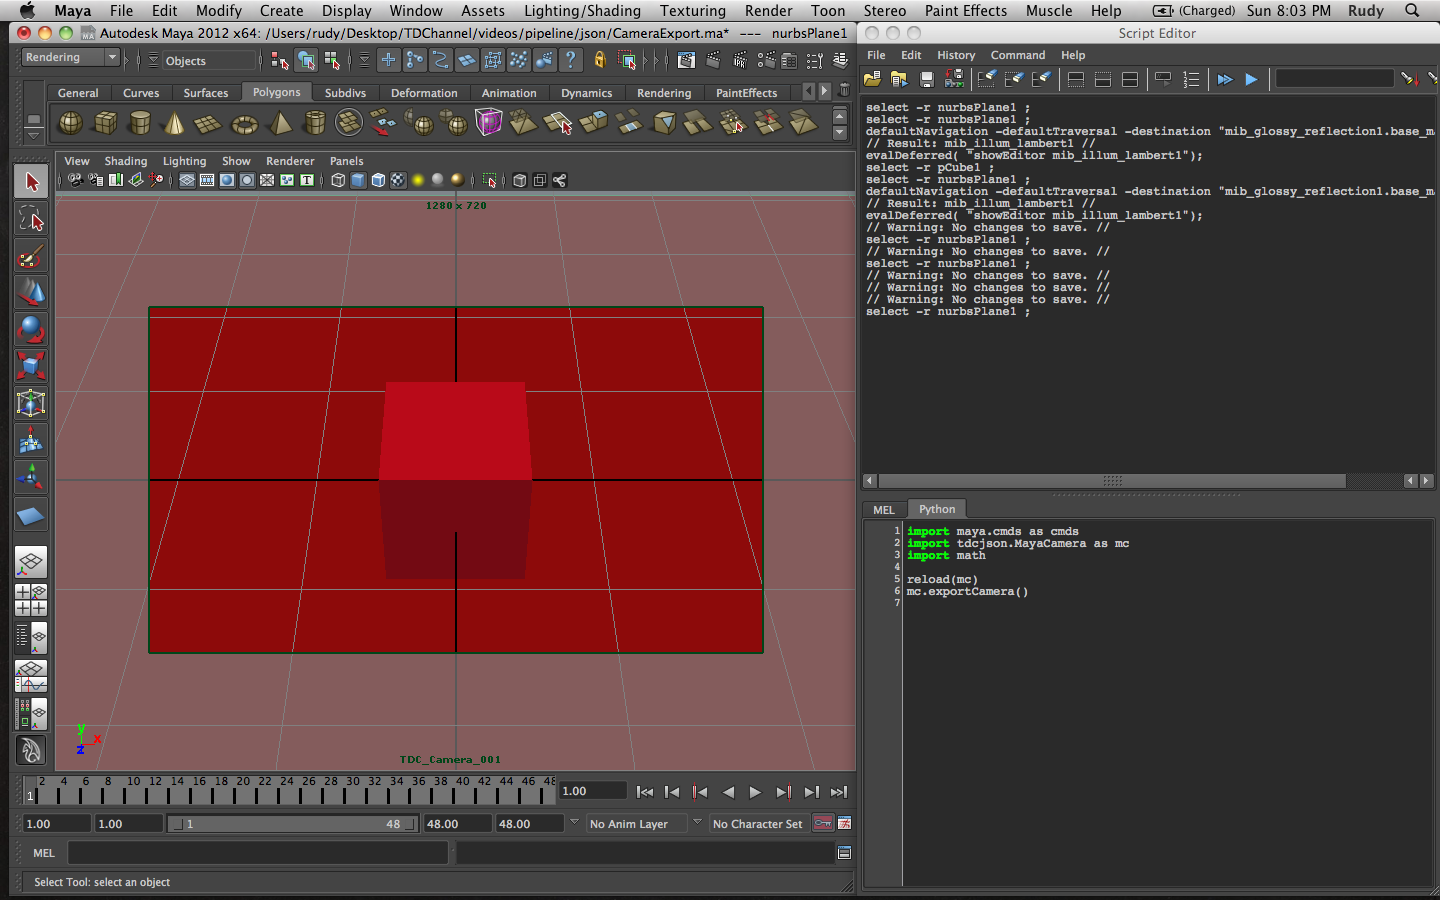 Maya File Edit Modify Create Display Window Assets Lighting/Shading Texturing Render Toon Stereo Paint Effects Muscle Help (Charged) Sun 8:03 PM Rudy
Autodesk Maya 2012 x64: /Users/rudy/Desktop/TDChannel/videos/pipeline/json/CameraExport.ma* --- nurbsPlane1
Rendering Objects
General Curves Surfaces Polygons Subdivs Deformation Animation Dynamics Rendering PaintEffects
View Shading Lighting Show Renderer Panels
1280 x 720
y
x
z
TDC_Camera_001
2 4 6 8 10 12 14 16 18 20 22 24 26 28 30 32 34 36 38 40 42 44 46 48
1
1.00
1.00 1.00 1 48 48.00 48.00 No Anim Layer No Character Set
MEL
Select Tool: select an object
Script Editor
File Edit History Command Help
select -r nurbsPlane1 ;
select -r nurbsPlane1 ;
defaultNavigation -defaultTraversal -destination "mib_glossy_reflection1.base_m
// Result: mib_illum_lambert1 //
evalDeferred( "showEditor mib_illum_lambert1");
select -r pCube1 ;
select -r nurbsPlane1 ;
defaultNavigation -defaultTraversal -destination "mib_glossy_reflection1.base_m
// Result: mib_illum_lambert1 //
evalDeferred( "showEditor mib_illum_lambert1");
// Warning: No changes to save. //
select -r nurbsPlane1 ;
// Warning: No changes to save. //
select -r nurbsPlane1 ;
// Warning: No changes to save. //
// Warning: No changes to save. //
// Warning: No changes to save. //
select -r nurbsPlane1 ;
MEL Python
1 import maya.cmds as cmds
2 import tdcjson.MayaCamera as mc
3 import math
4
5 reload(mc)
6 mc.exportCamera()
7